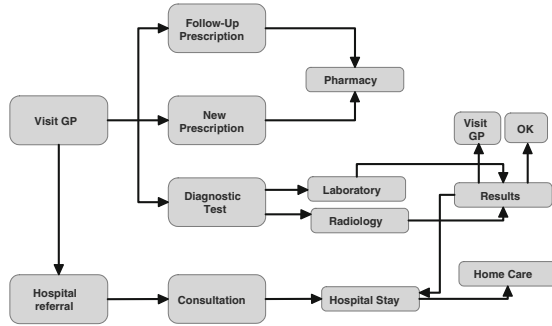 Follow-Up
Prescription
Pharmacy
Visit GP
New
Prescription
Visit
GP
OK
Diagnostic
Test
Laboratory
Radiology
Results
Home Care
Hospital
referral
Consultation
Hospital Stay